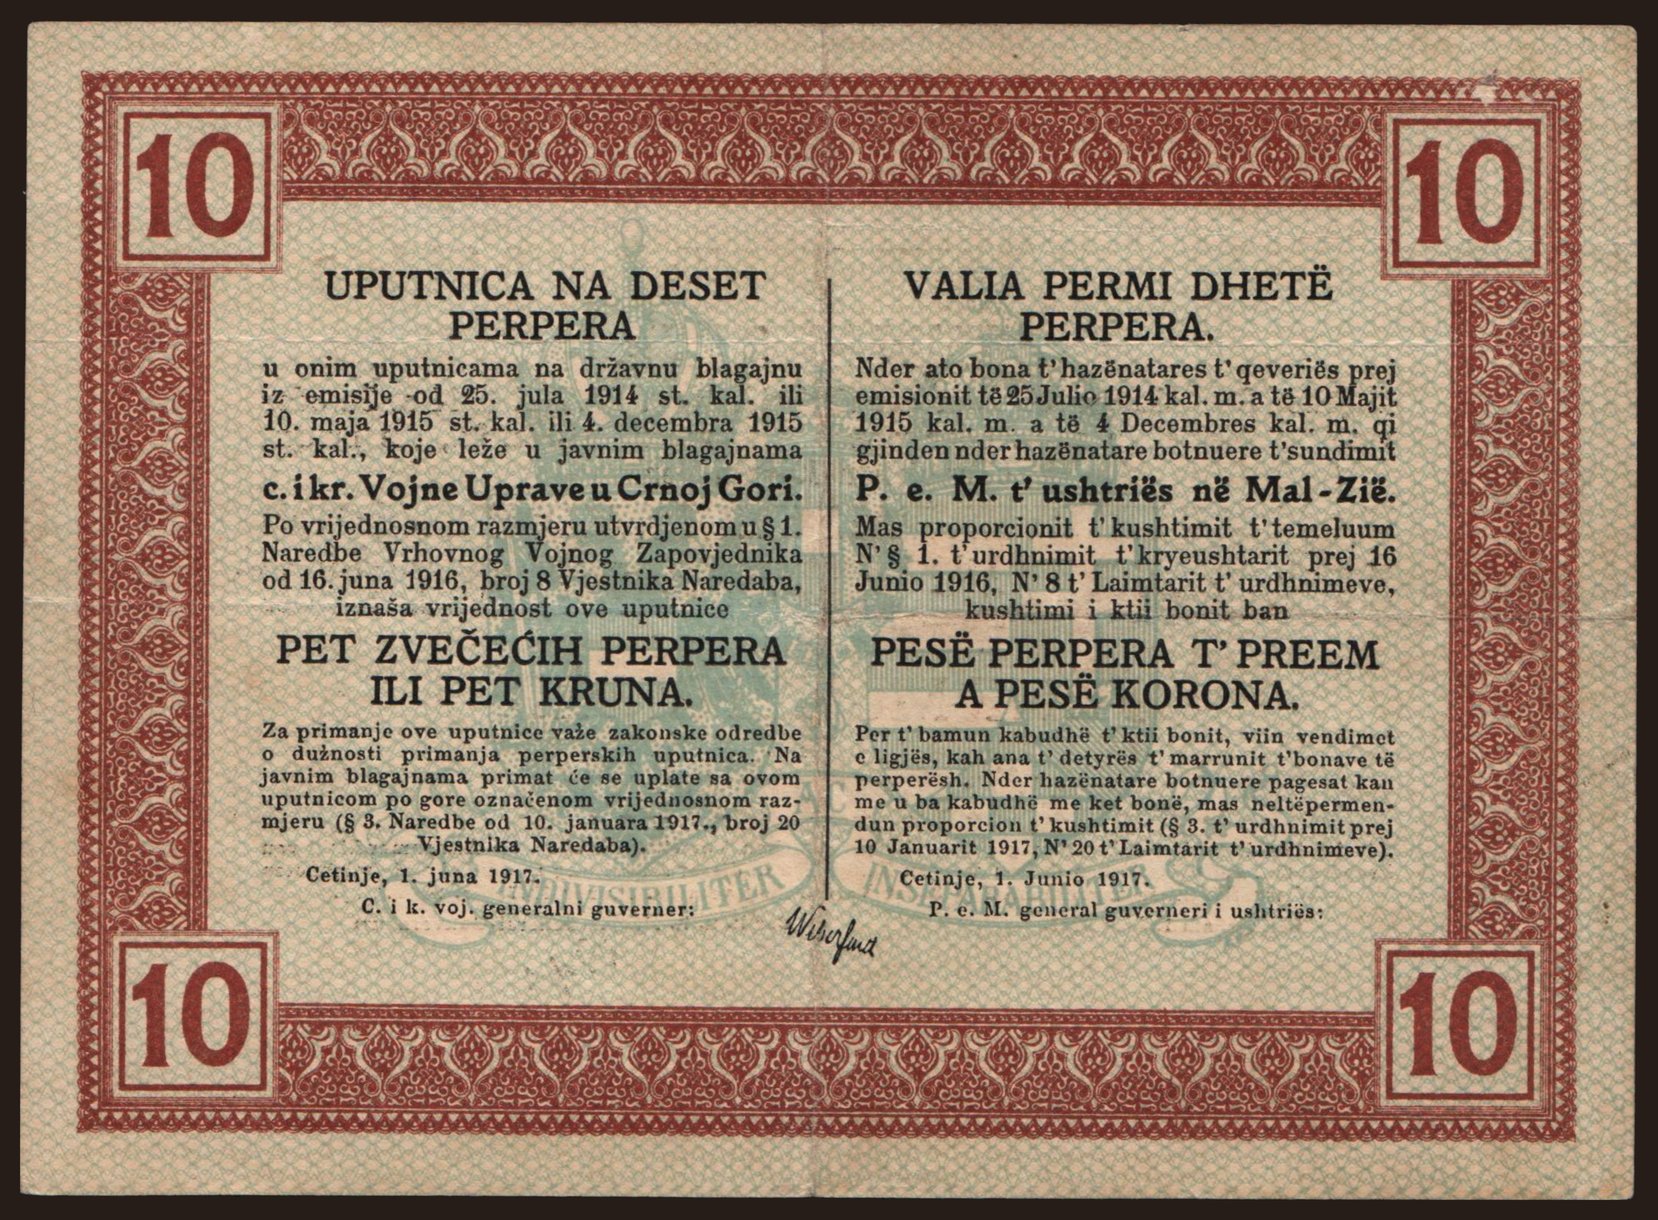 10
10
UPUTNICA NA DESET
PERPERA
u onim uputnicama na državnu blagajnu
iz emisije od 25. jula 1914 st. kal. ili
10. maja 1915 st. kal. ili 4. decembra 1915
st. kal., koje leže u javnim blagajnama
c. i kr. Vojne Uprave u Crnoj Gori.
Po vrijednosnom razmjeru utvrdjenom u § 1.
Naredbe Vrhovnog Vojnog Zapovjednika
od 16. juna 1916, broj 8 Vjestnika Naredaba,
iznaša vrijednost ove uputnice
PET ZVEČEĆIH PERPERA
ILI PET KRUNA.
Za primanje ove uputnice važe zakonske odredbe
o dužnosti primanja perperskih uputnica. Na
javnim blagajnama primat će se uplate sa ovom
uputnicom po gore označenom vrijednosnom raz-
mjeru (§ 3. Naredbe od 10. januara 1917., broj 20
Vjestnika Naredaba).
Cetinje, 1. juna 1917.
C. i k. voj. generalni guverner:
VALIA PERMI DHETË
PERPERA.
Nder ato bona t' hazënatares t' qeveriës prej
emisionit të 25 Julio 1914 kal. m. a të 10 Majit
1915 kal. m. a të 4 Decembres kal. m. qi
gjinden nder hazënatare botnuere t'sundimit
P. e. M. t' ushtriës në Mal-Zië.
Mas proporcionit t' kushtimit t' temeluum
N' § 1. t' urdhnimit t' kryeushtarit prej 16
Junio 1916, N' 8 t' Laimtarit t' urdhnimeve,
kushtimi i ktii bonit ban
PESË PERPERA T' PREEM
A PESË KORONA.
Per t' bamun kabudhë t' ktii bonit, viin vendimet
e ligjës, kah ana t' detyrës t' marrunit t'bonave të
perperësh. Nder hazënatare botnuere pagesat kan
me u ba kabudhë me ket bonë, mas neltëpermen-
dun proporcion t' kushtimit (§ 3. t' urdhnimit prej
10 Januarit 1917, N' 20 t' Laimtarit t' urdhnimeve).
Cetinje, 1. Junio 1917.
P. e. M. general guverneri i ushtriës:
INDIVISIBILITER
10
10